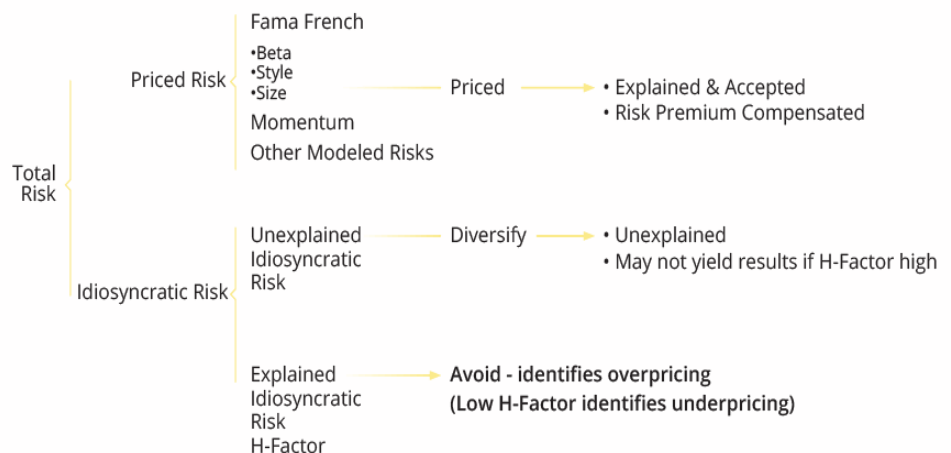 Total
Risk
Priced Risk
Fama French
•Beta
•Style
•Size
Momentum
Other Modeled Risks
Priced
• Explained & Accepted
• Risk Premium Compensated
Idiosyncratic Risk
Unexplained
Idiosyncratic
Risk
Diversify
• Unexplained
• May not yield results if H-Factor high
Explained
Idiosyncratic
Risk
H-Factor
Avoid - identifies overpricing
(Low H-Factor identifies underpricing)